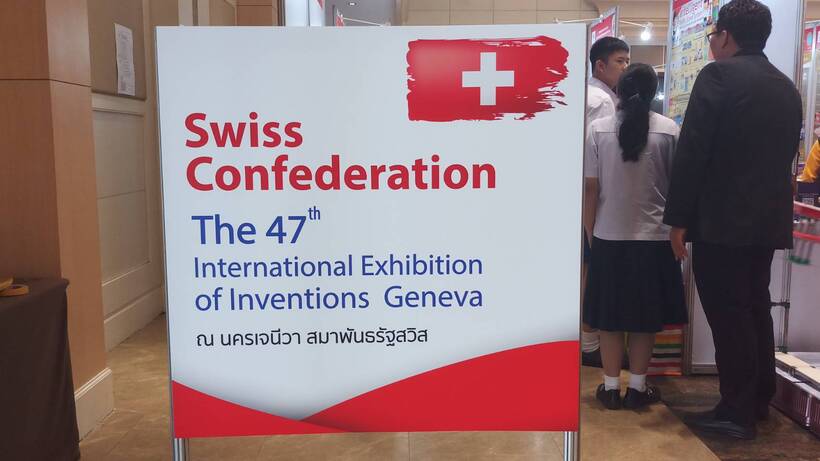 Swiss
Confederation
The 47th
International Exhibition
of Inventions Geneva
ณ นครเจนีวา สมาพันธรัฐสวิส